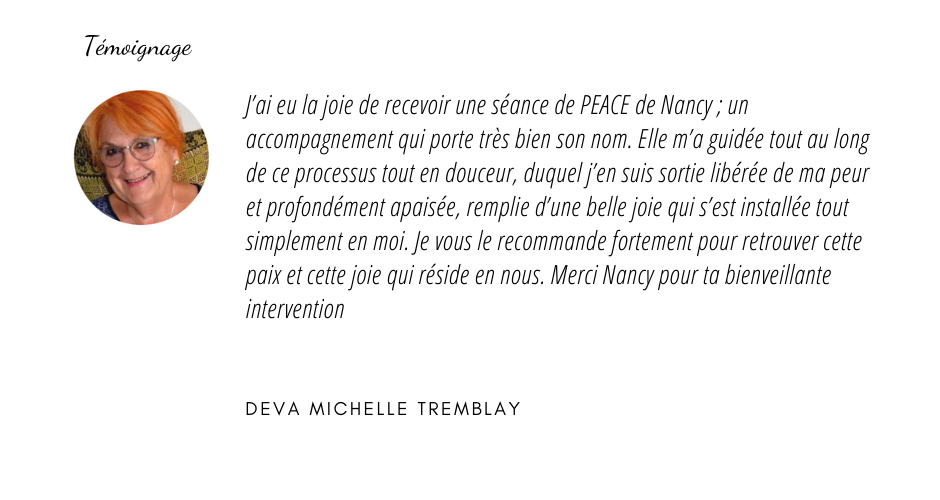 Témoignage
J’ai eu la joie de recevoir une séance de PEACE de Nancy ; un
accompagnement qui porte très bien son nom. Elle m’a guidée tout au long
de ce processus tout en douceur, duquel j’en suis sortie libérée de ma peur
et profondément apaisée, remplie d’une belle joie qui s’est installée tout
simplement en moi. Je vous le recommande fortement pour retrouver cette
paix et cette joie qui réside en nous. Merci Nancy pour ta bienveillante
intervention
DEVA MICHELLE TREMBLAY